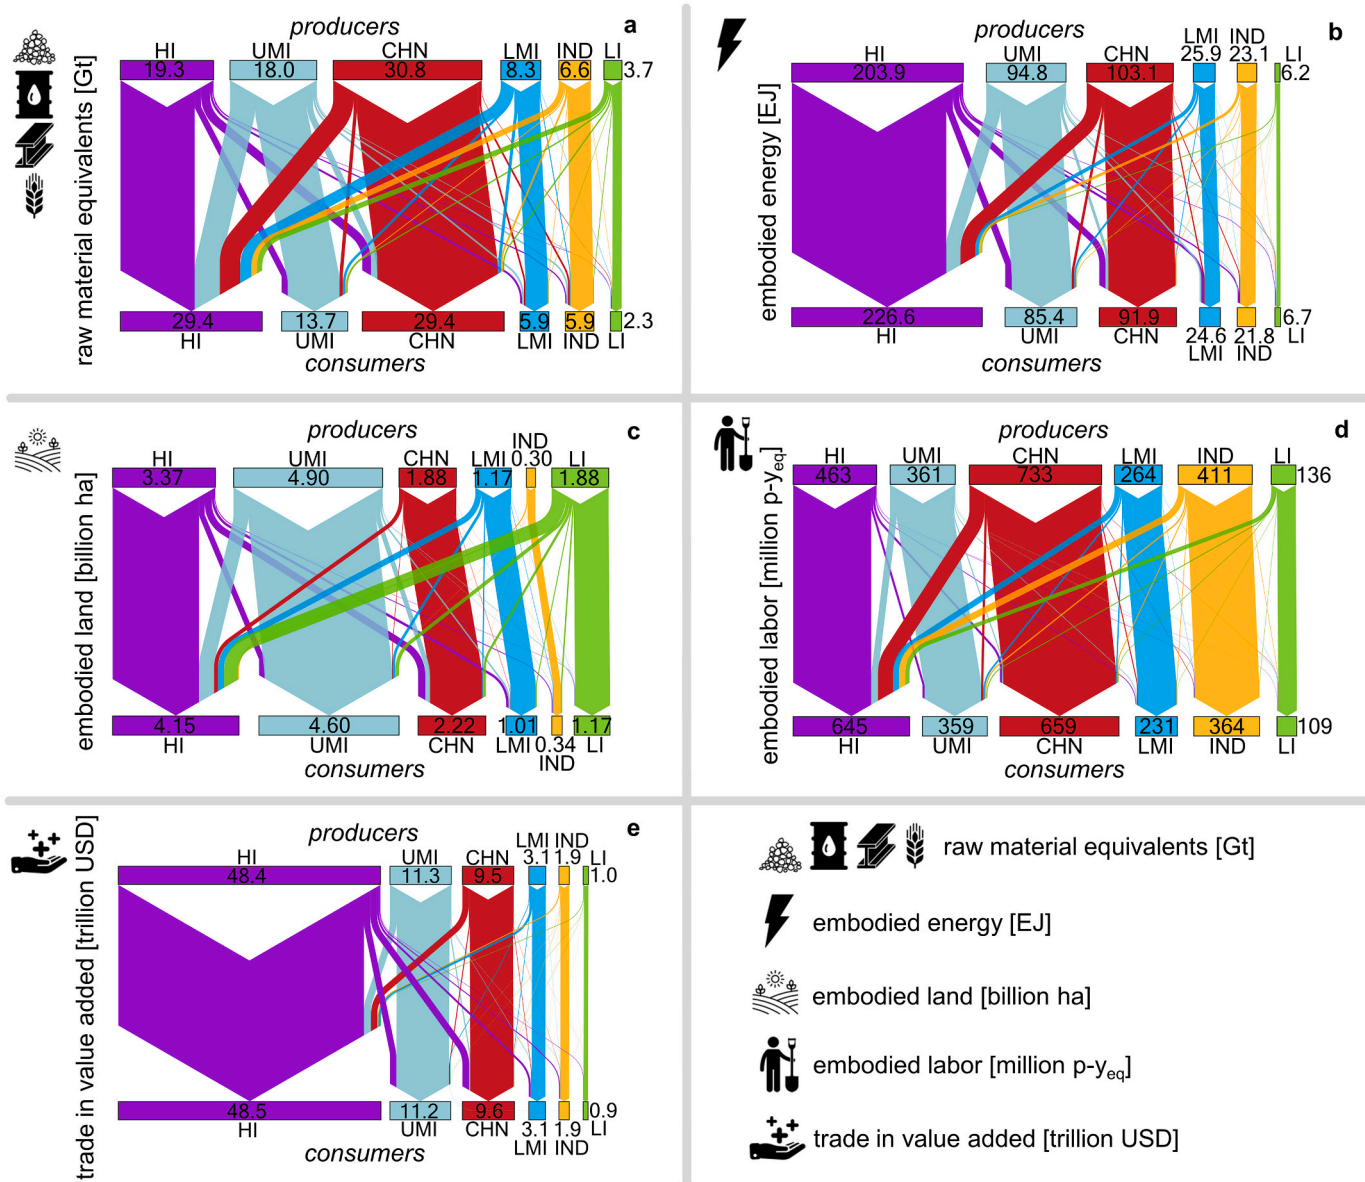 producers
a
HI UMI CHN LMI IND LI
19.3 18.0 30.8 8.3 6.6 3.7
raw material equivalents [Gt]
29.4 13.7 29.4 5.9 5.9 2.3
HI UMI CHN LMI IND LI
consumers
producers
b
HI UMI CHN LMI IND LI
203.9 94.8 103.1 25.9 23.1 6.2
embodied energy [EJ]
226.6 85.4 91.9 24.6 21.8 6.7
HI UMI CHN LMI IND LI
consumers
producers
c
HI UMI CHN LMI IND LI
3.37 4.90 1.88 1.17 0.30 1.88
embodied land [billion ha]
4.15 4.60 2.22 1.01 0.34 1.17
HI UMI CHN LMI IND LI
consumers
producers
d
HI UMI CHN LMI IND LI
463 361 733 264 411 136
embodied labor [million p-yeq]
645 359 659 231 364 109
HI UMI CHN LMI IND LI
consumers
producers
e
HI UMI CHN LMI IND LI
48.4 11.3 9.5 3.1 1.9 1.0
trade in value added [trillion USD]
48.5 11.2 9.6 3.1 1.9 0.9
HI UMI CHN LMI IND LI
consumers
raw material equivalents [Gt]
embodied energy [EJ]
embodied land [billion ha]
embodied labor [million p-yeq]
trade in value added [trillion USD]